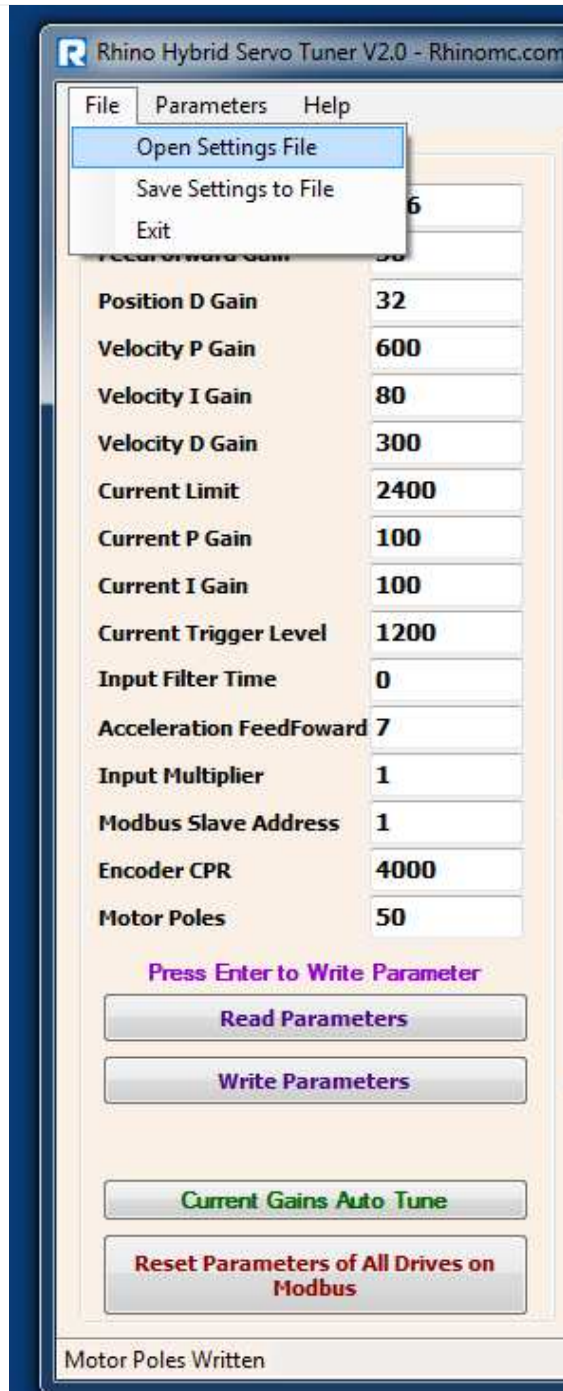 R Rhino Hybrid Servo Tuner V2.0 - Rhinomc.com
File Parameters Help
Open Settings File
Save Settings to File
Exit
Position D Gain 32
Velocity P Gain 600
Velocity I Gain 80
Velocity D Gain 300
Current Limit 2400
Current P Gain 100
Current I Gain 100
Current Trigger Level 1200
Input Filter Time 0
Acceleration FeedFoward 7
Input Multiplier 1
Modbus Slave Address 1
Encoder CPR 4000
Motor Poles 50
Press Enter to Write Parameter
Read Parameters
Write Parameters
Current Gains Auto Tune
Reset Parameters of All Drives on
Modbus
Motor Poles Written